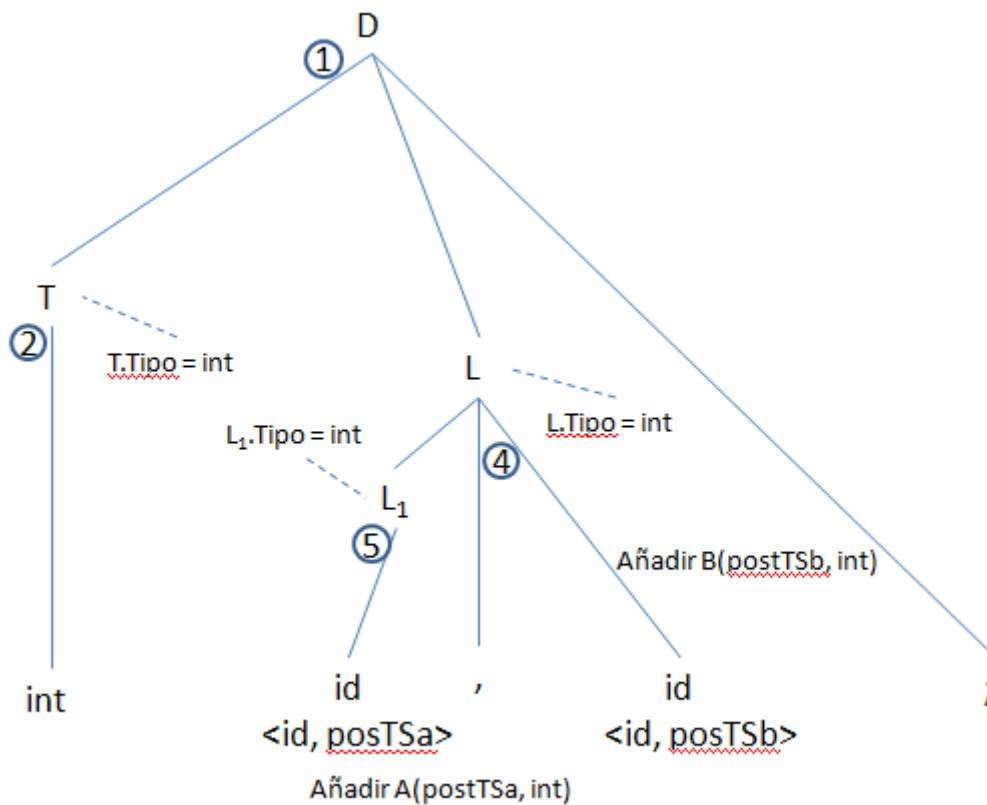 D
①
T
②
T.Tipo = int
L
L₁.Tipo = int
L.Tipo = int
④
L₁
⑤
Añadir B(postTSb, int)
int
id
,
id
;
<id, posTSa>
<id, posTSb>
Añadir A(postTSa, int)